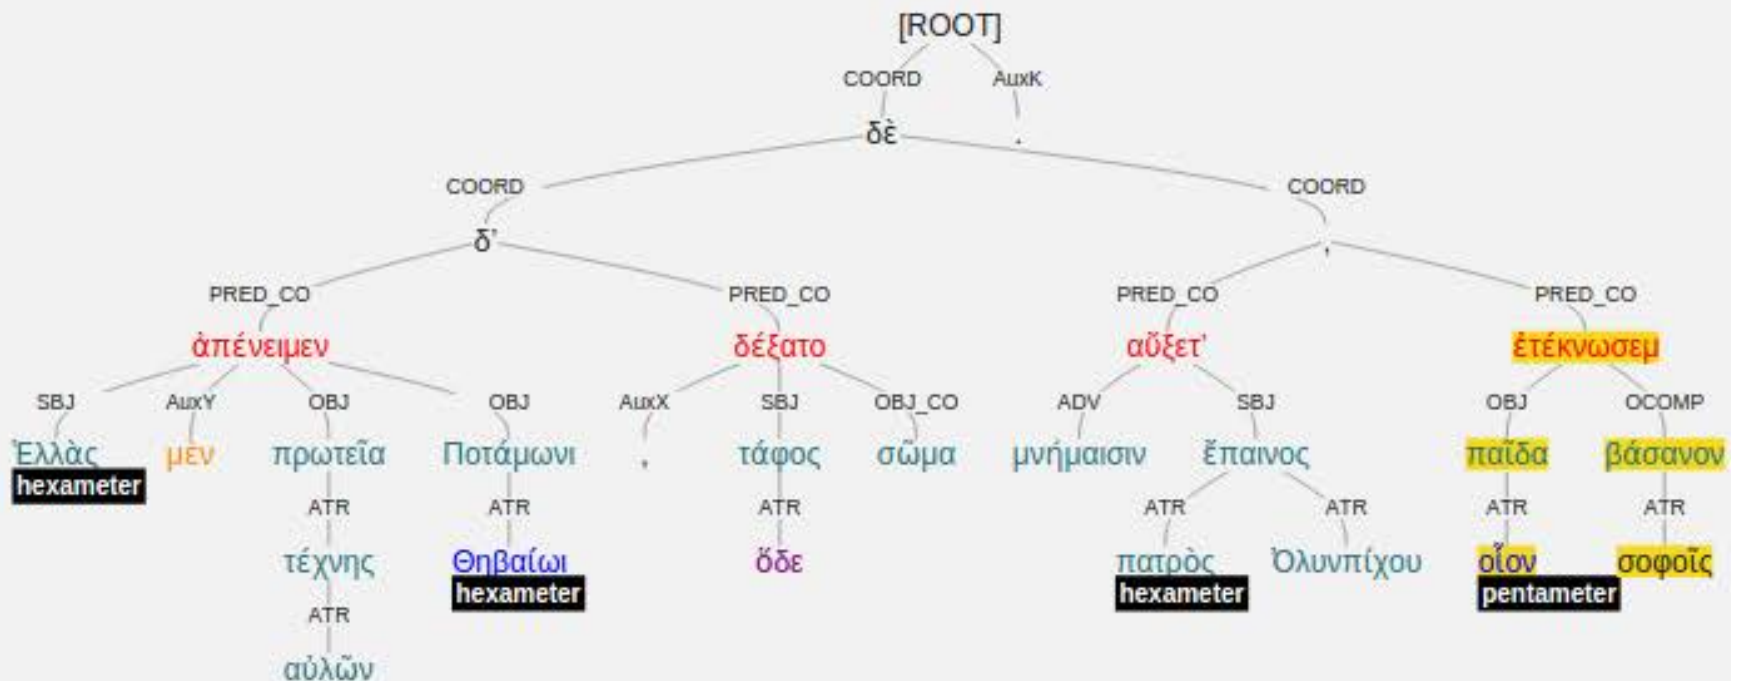 [ROOT]
COORD AuxK
δὲ .
COORD COORD
δ’ ,
PRED_CO PRED_CO PRED_CO PRED_CO
ἀπένειμεν δέξατο αὔξετ’ ἐτέκνωσεμ
SBJ AuxY OBJ OBJ AuxX SBJ OBJ_CO ADV SBJ OBJ OCOMP
Ἑλλὰς μὲν πρωτεῖα Ποτάμωνι , τάφος σῶμα μνήμαισιν ἔπαινος παῖδα βάσανον
hexameter
ATR ATR ATR ATR ATR ATR ATR
τέχνης Θηβαίωι ὅδε πατρὸς Ὀλυνπίχου οἷον σοφοῖς
hexameter hexameter pentameter
ATR
αὐλῶν